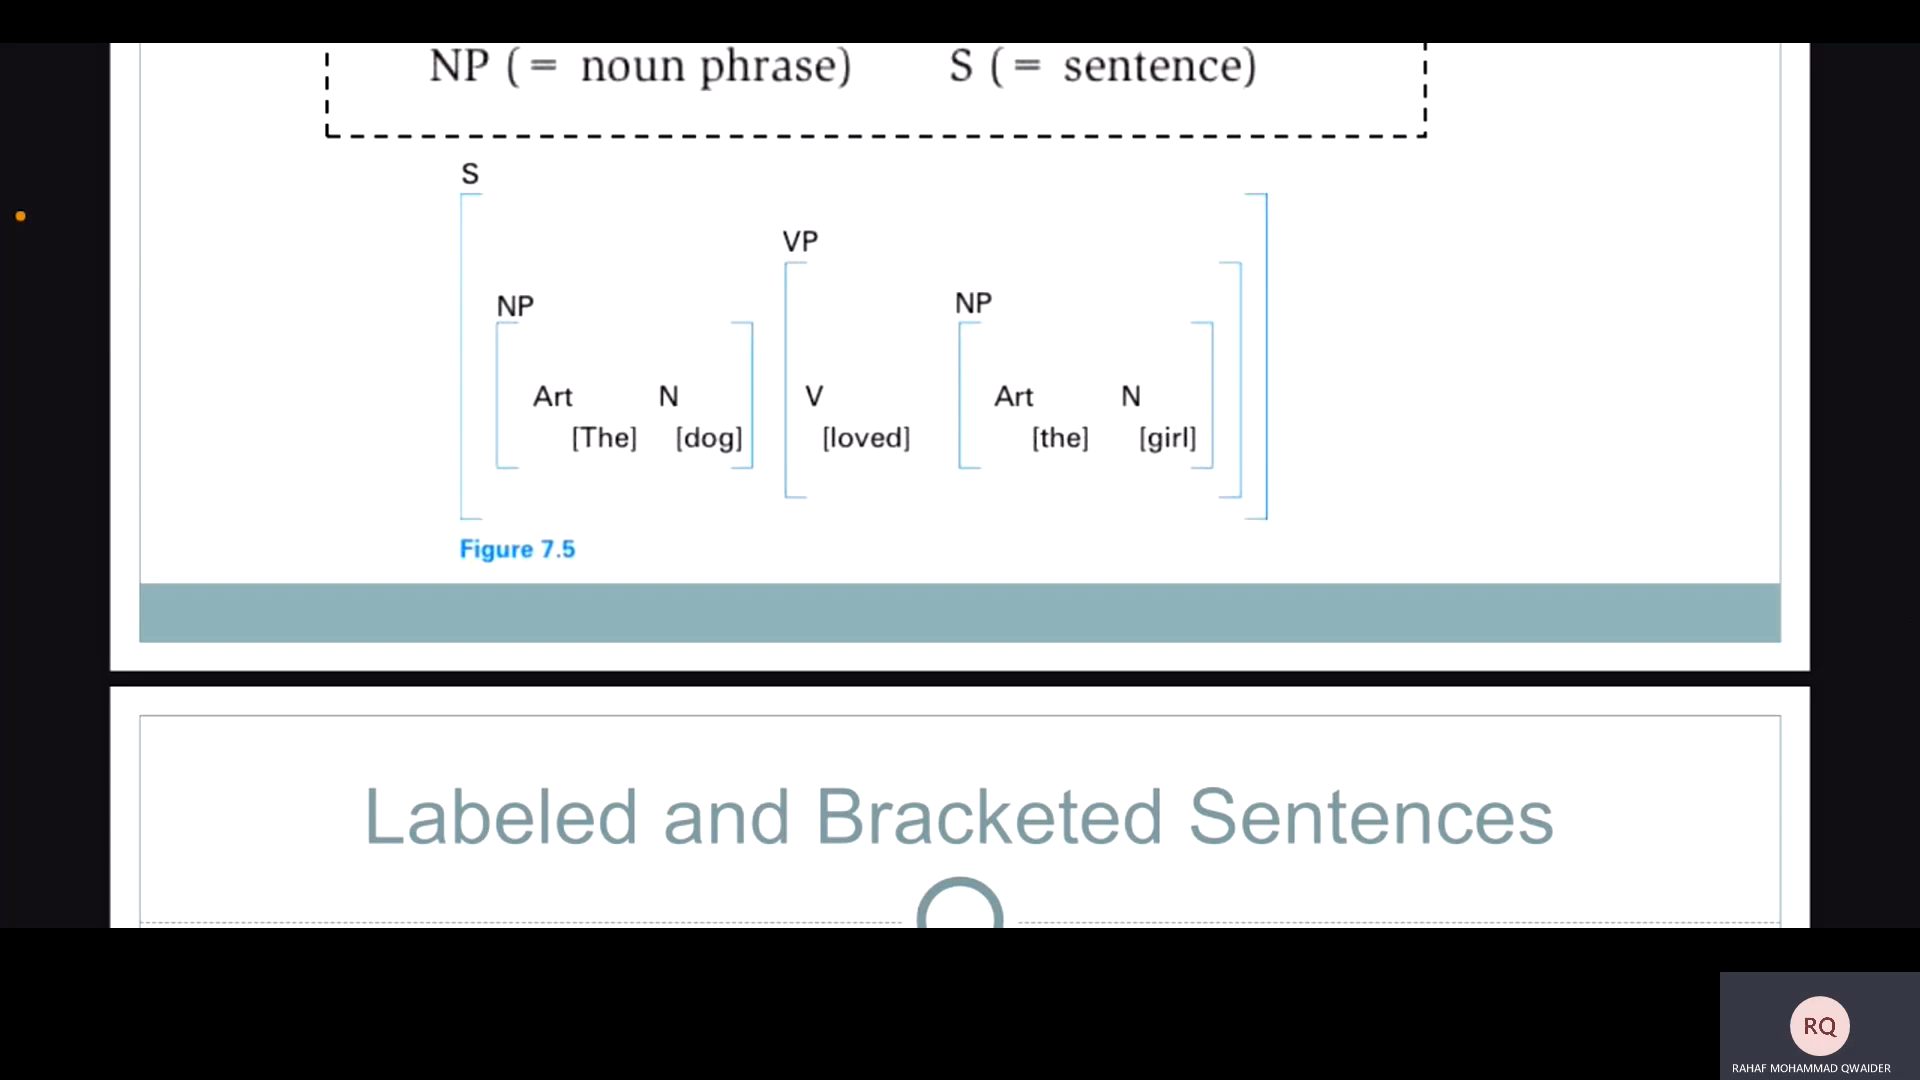 NP (= noun phrase) S (= sentence)
S
VP
NP NP
Art N V Art N
[The] [dog] [loved] [the] [girl]
Figure 7.5
Labeled and Bracketed Sentences
RQ
RAHAF MOHAMMAD QWAIDER